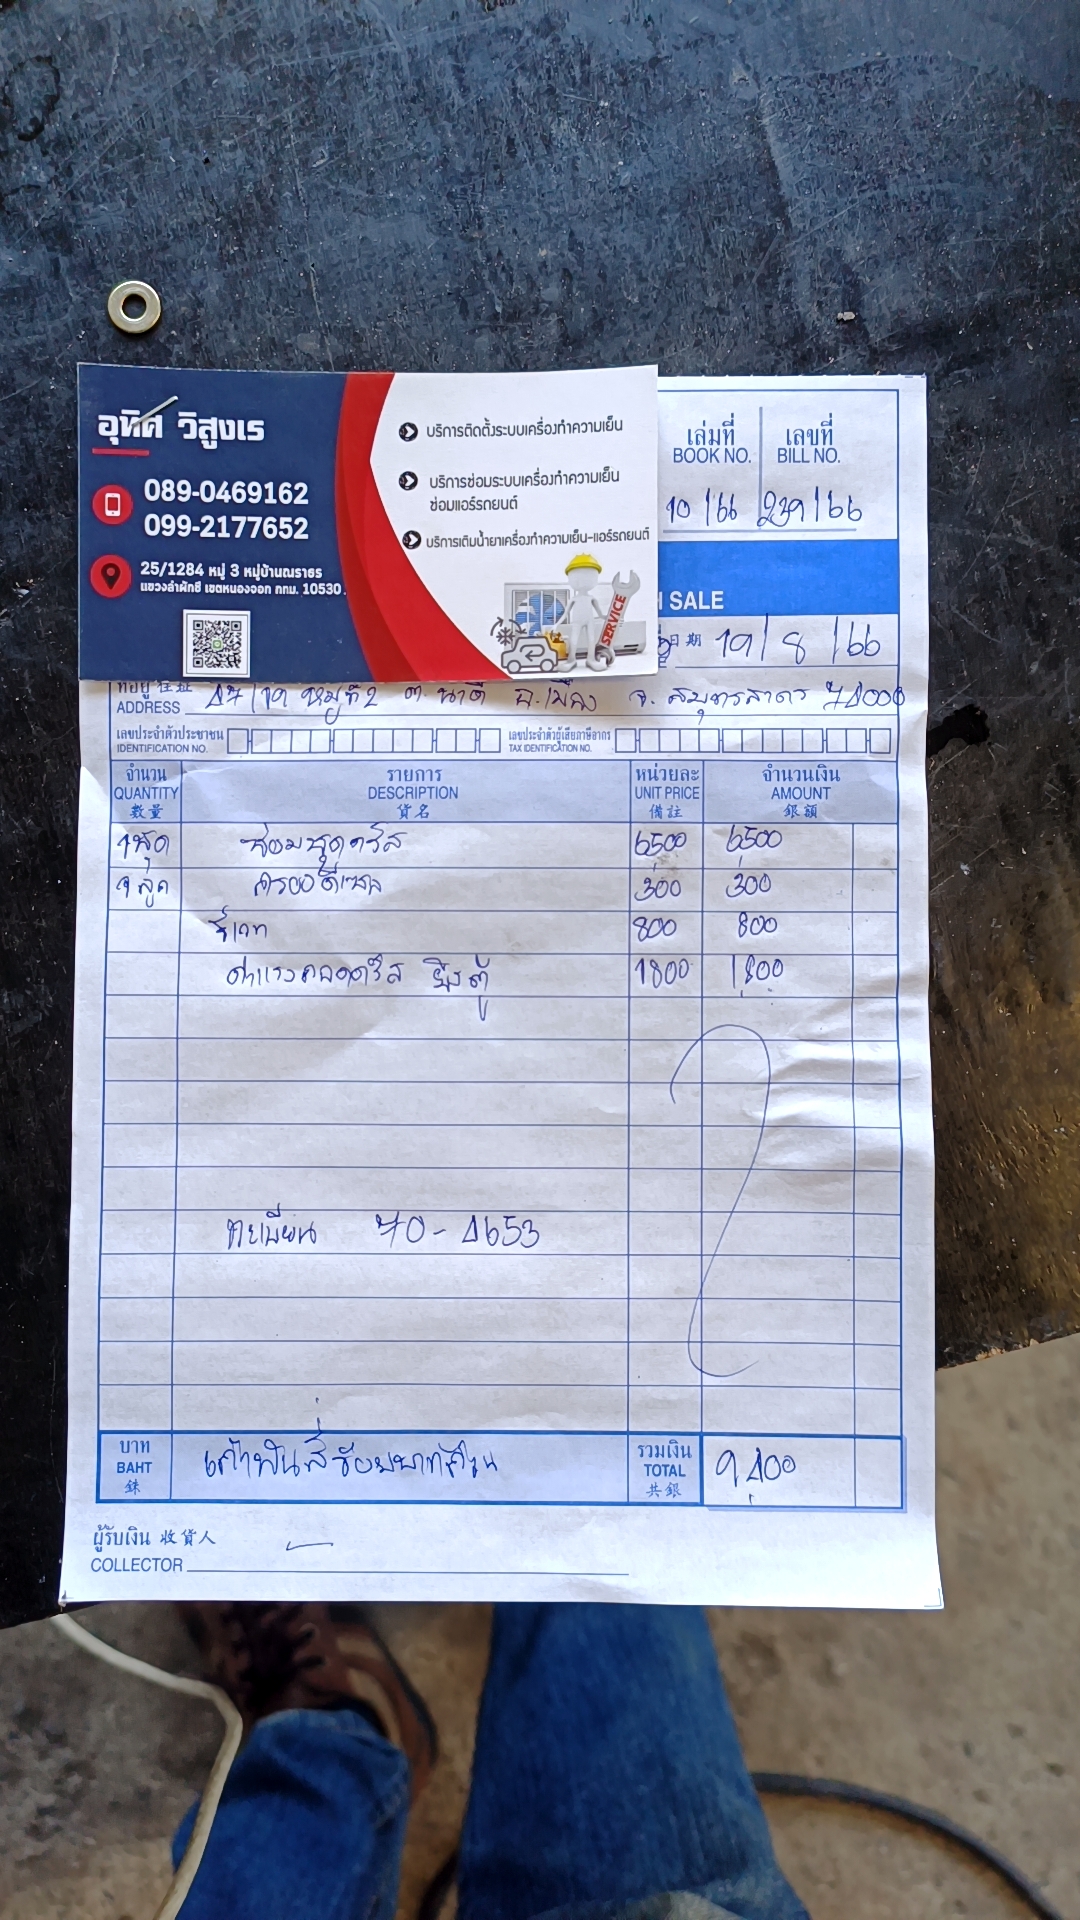 อุทิศ วิสูงเร
089-0469162
099-2177652
25/1284 หมู่ 3 หมู่บ้านณราธร
แขวงลำผักชี เขตหนองจอก กทม. 10530
บริการติดตั้งระบบเครื่องทำความเย็น
บริการซ่อมระบบเครื่องทำความเย็น
ซ่อมแอร์รถยนต์
บริการเติมน้ำยาเครื่องทำความเย็น-แอร์รถยนต์
SERVICE
เล่มที่ เลขที่
BOOK NO. BILL NO.
10/66 239/66
SALE
日期 19/8/66
ที่อยู่ 住址
ADDRESS 47/19 หมู่ที่2 ต.นาดี อ.เมือง จ.สมุทรสาคร 74000
เลขประจำตัวประชาชน เลขประจำตัวผู้เสียภาษีอากร
IDENTIFICATION NO. TAX IDENTIFICATION NO.
จำนวน รายการ หน่วยละ จำนวนเงิน
QUANTITY DESCRIPTION UNIT PRICE AMOUNT
數量 貨名 備註 銀額
1ชุด ซ่อมชุดครัส 6500 6500
1ลูก กรองดีเซล 300 300
800 800
ค่าแรงถอดครัส 1800 1800
ทะเบียน 70-4653
บาท เก้าพันสี่ร้อยบาทถ้วน รวมเงิน 9,400
BAHT TOTAL
銖 共銀
ผู้รับเงิน 收貨人
COLLECTOR